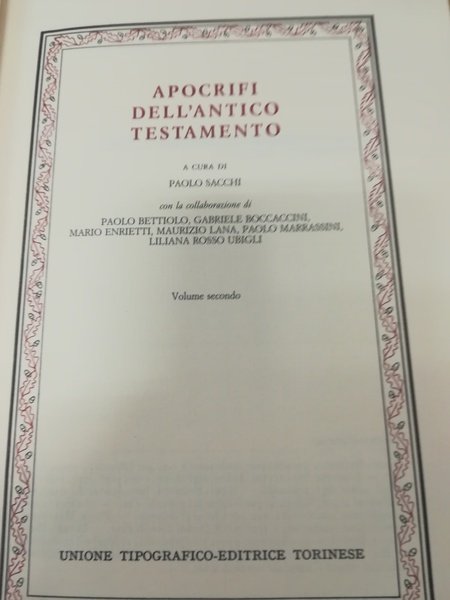 APOCRIFI
DELL'ANTICO
TESTAMENTO
A CURA DI
PAOLO SACCHI
con la collaborazione di
PAOLO BETTIOLO, GABRIELE BOCCACCINI,
MARIO ENRIETTI, MAURIZIO LANA, PAOLO MARRASSINI,
LILIANA ROSSO UBIGLI
Volume secondo
UNIONE TIPOGRAFICO-EDITRICE TORINESE